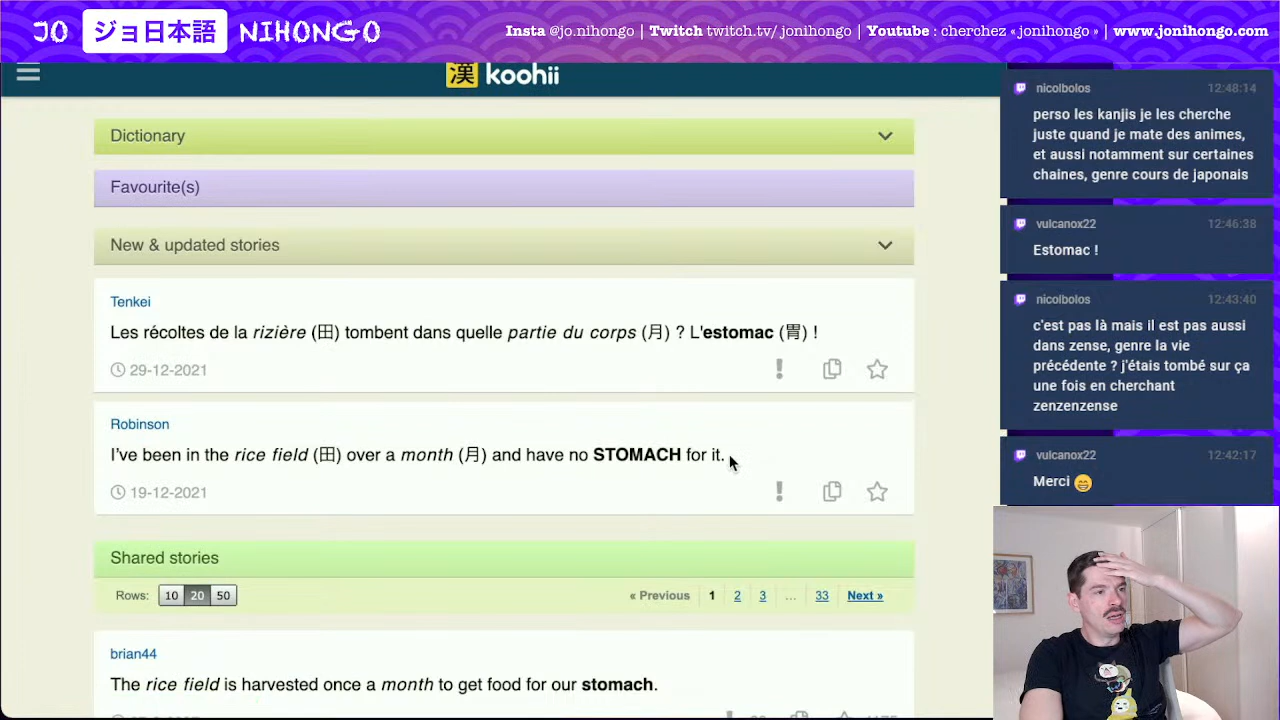 JO ジョ日本語 NIHONGO
Insta @jo.nihongo | Twitch twitch.tv/jonihongo | Youtube : cherchez « jonihongo » | www.jonihongo.com
漢 koohii
Dictionary
Favourite(s)
New & updated stories
Tenkei
Les récoltes de la rizière (田) tombent dans quelle partie du corps (月) ? L'estomac (胃) !
29-12-2021
Robinson
I've been in the rice field (田) over a month (月) and have no STOMACH for it.
19-12-2021
Shared stories
Rows: 10 20 50
« Previous 1 2 3 ... 33 Next »
brian44
The rice field is harvested once a month to get food for our stomach.
nicolbolos 12:48:14
perso les kanjis je les cherche
juste quand je mate des animes,
et aussi notamment sur certaines
chaines, genre cours de japonais
vulcanox22 12:46:38
Estomac !
nicolbolos 12:43:40
c'est pas là mais il est pas aussi
dans zense, genre la vie
précédente ? j'étais tombé sur ça
une fois en cherchant
zenzenzense
vulcanox22 12:42:17
Merci 😁